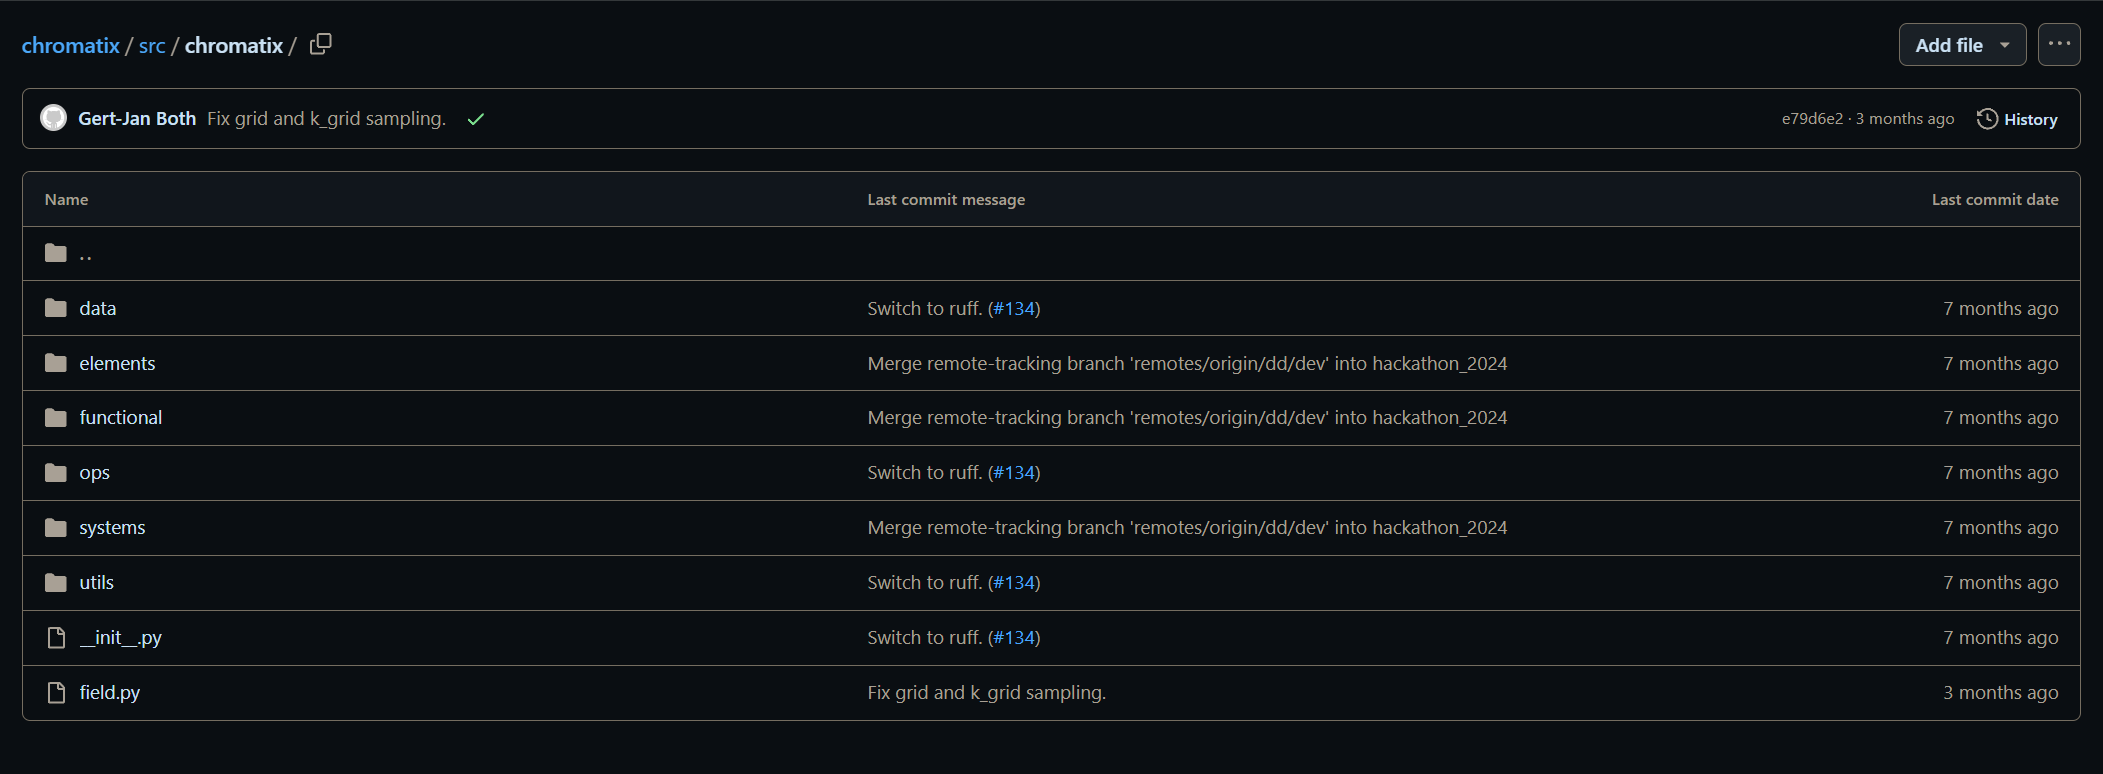 chromatix / src / chromatix /
Add file
Gert-Jan Both Fix grid and k_grid sampling. e79d6e2 · 3 months ago History
Name Last commit message Last commit date
..
data Switch to ruff. (#134) 7 months ago
elements Merge remote-tracking branch 'remotes/origin/dd/dev' into hackathon_2024 7 months ago
functional Merge remote-tracking branch 'remotes/origin/dd/dev' into hackathon_2024 7 months ago
ops Switch to ruff. (#134) 7 months ago
systems Merge remote-tracking branch 'remotes/origin/dd/dev' into hackathon_2024 7 months ago
utils Switch to ruff. (#134) 7 months ago
__init__.py Switch to ruff. (#134) 7 months ago
field.py Fix grid and k_grid sampling. 3 months ago